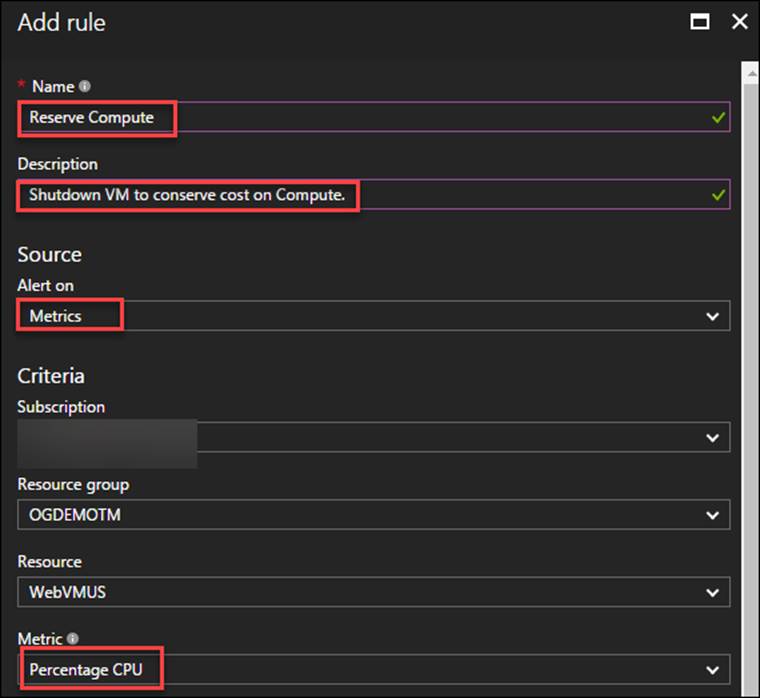 Add rule
* Name
Reserve Compute
Description
Shutdown VM to conserve cost on Compute.
Source
Alert on
Metrics
Criteria
Subscription
Resource group
OGDEMOTM
Resource
WebVMUS
Metric
Percentage CPU